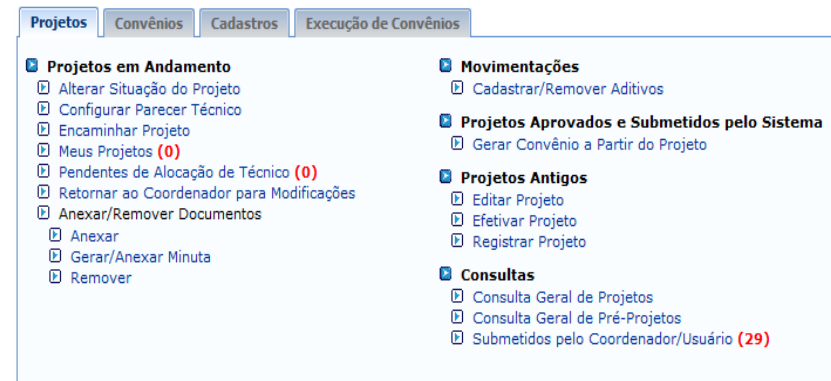 Projetos
Convênios
Cadastros
Execução de Convênios
Projetos em Andamento
Alterar Situação do Projeto
Configurar Parecer Técnico
Encaminhar Projeto
Meus Projetos (0)
Pendentes de Alocação de Técnico (0)
Retornar ao Coordenador para Modificações
Anexar/Remover Documentos
Anexar
Gerar/Anexar Minuta
Remover
Movimentações
Cadastrar/Remover Aditivos
Projetos Aprovados e Submetidos pelo Sistema
Gerar Convênio a Partir do Projeto
Projetos Antigos
Editar Projeto
Efetivar Projeto
Registrar Projeto
Consultas
Consulta Geral de Projetos
Consulta Geral de Pré-Projetos
Submetidos pelo Coordenador/Usuário (29)